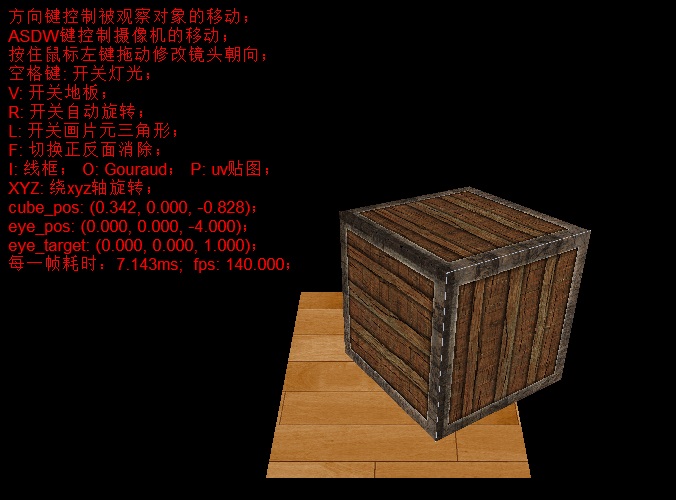 方向键控制被观察对象的移动;
ASDW键控制摄像机的移动;
按住鼠标左键拖动修改镜头朝向;
空格键: 开关灯光;
V: 开关地板;
R: 开关自动旋转;
L: 开关画片元三角形;
F: 切换正反面消除;
I: 线框; O: Gouraud; P: uv贴图;
XYZ: 绕xyz轴旋转;
cube_pos: (0.342, 0.000, -0.828);
eye_pos: (0.000, 0.000, -4.000);
eye_target: (0.000, 0.000, 1.000);
每一帧耗时: 7.143ms; fps: 140.000;